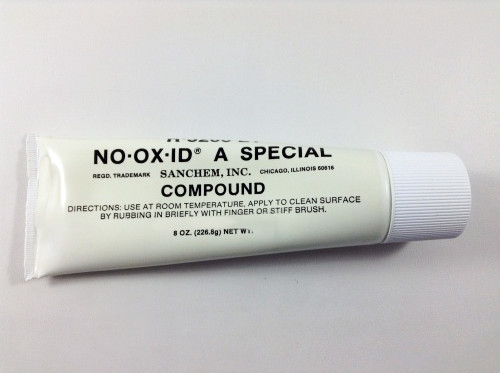 NO·OX·ID® A SPECIAL
REGD. TRADEMARK SANCHEM, INC. CHICAGO, ILLINOIS 60616
COMPOUND
DIRECTIONS: USE AT ROOM TEMPERATURE, APPLY TO CLEAN SURFACE
BY RUBBING IN BRIEFLY WITH FINGER OR STIFF BRUSH.
8 OZ. (226.8g) NET WT.